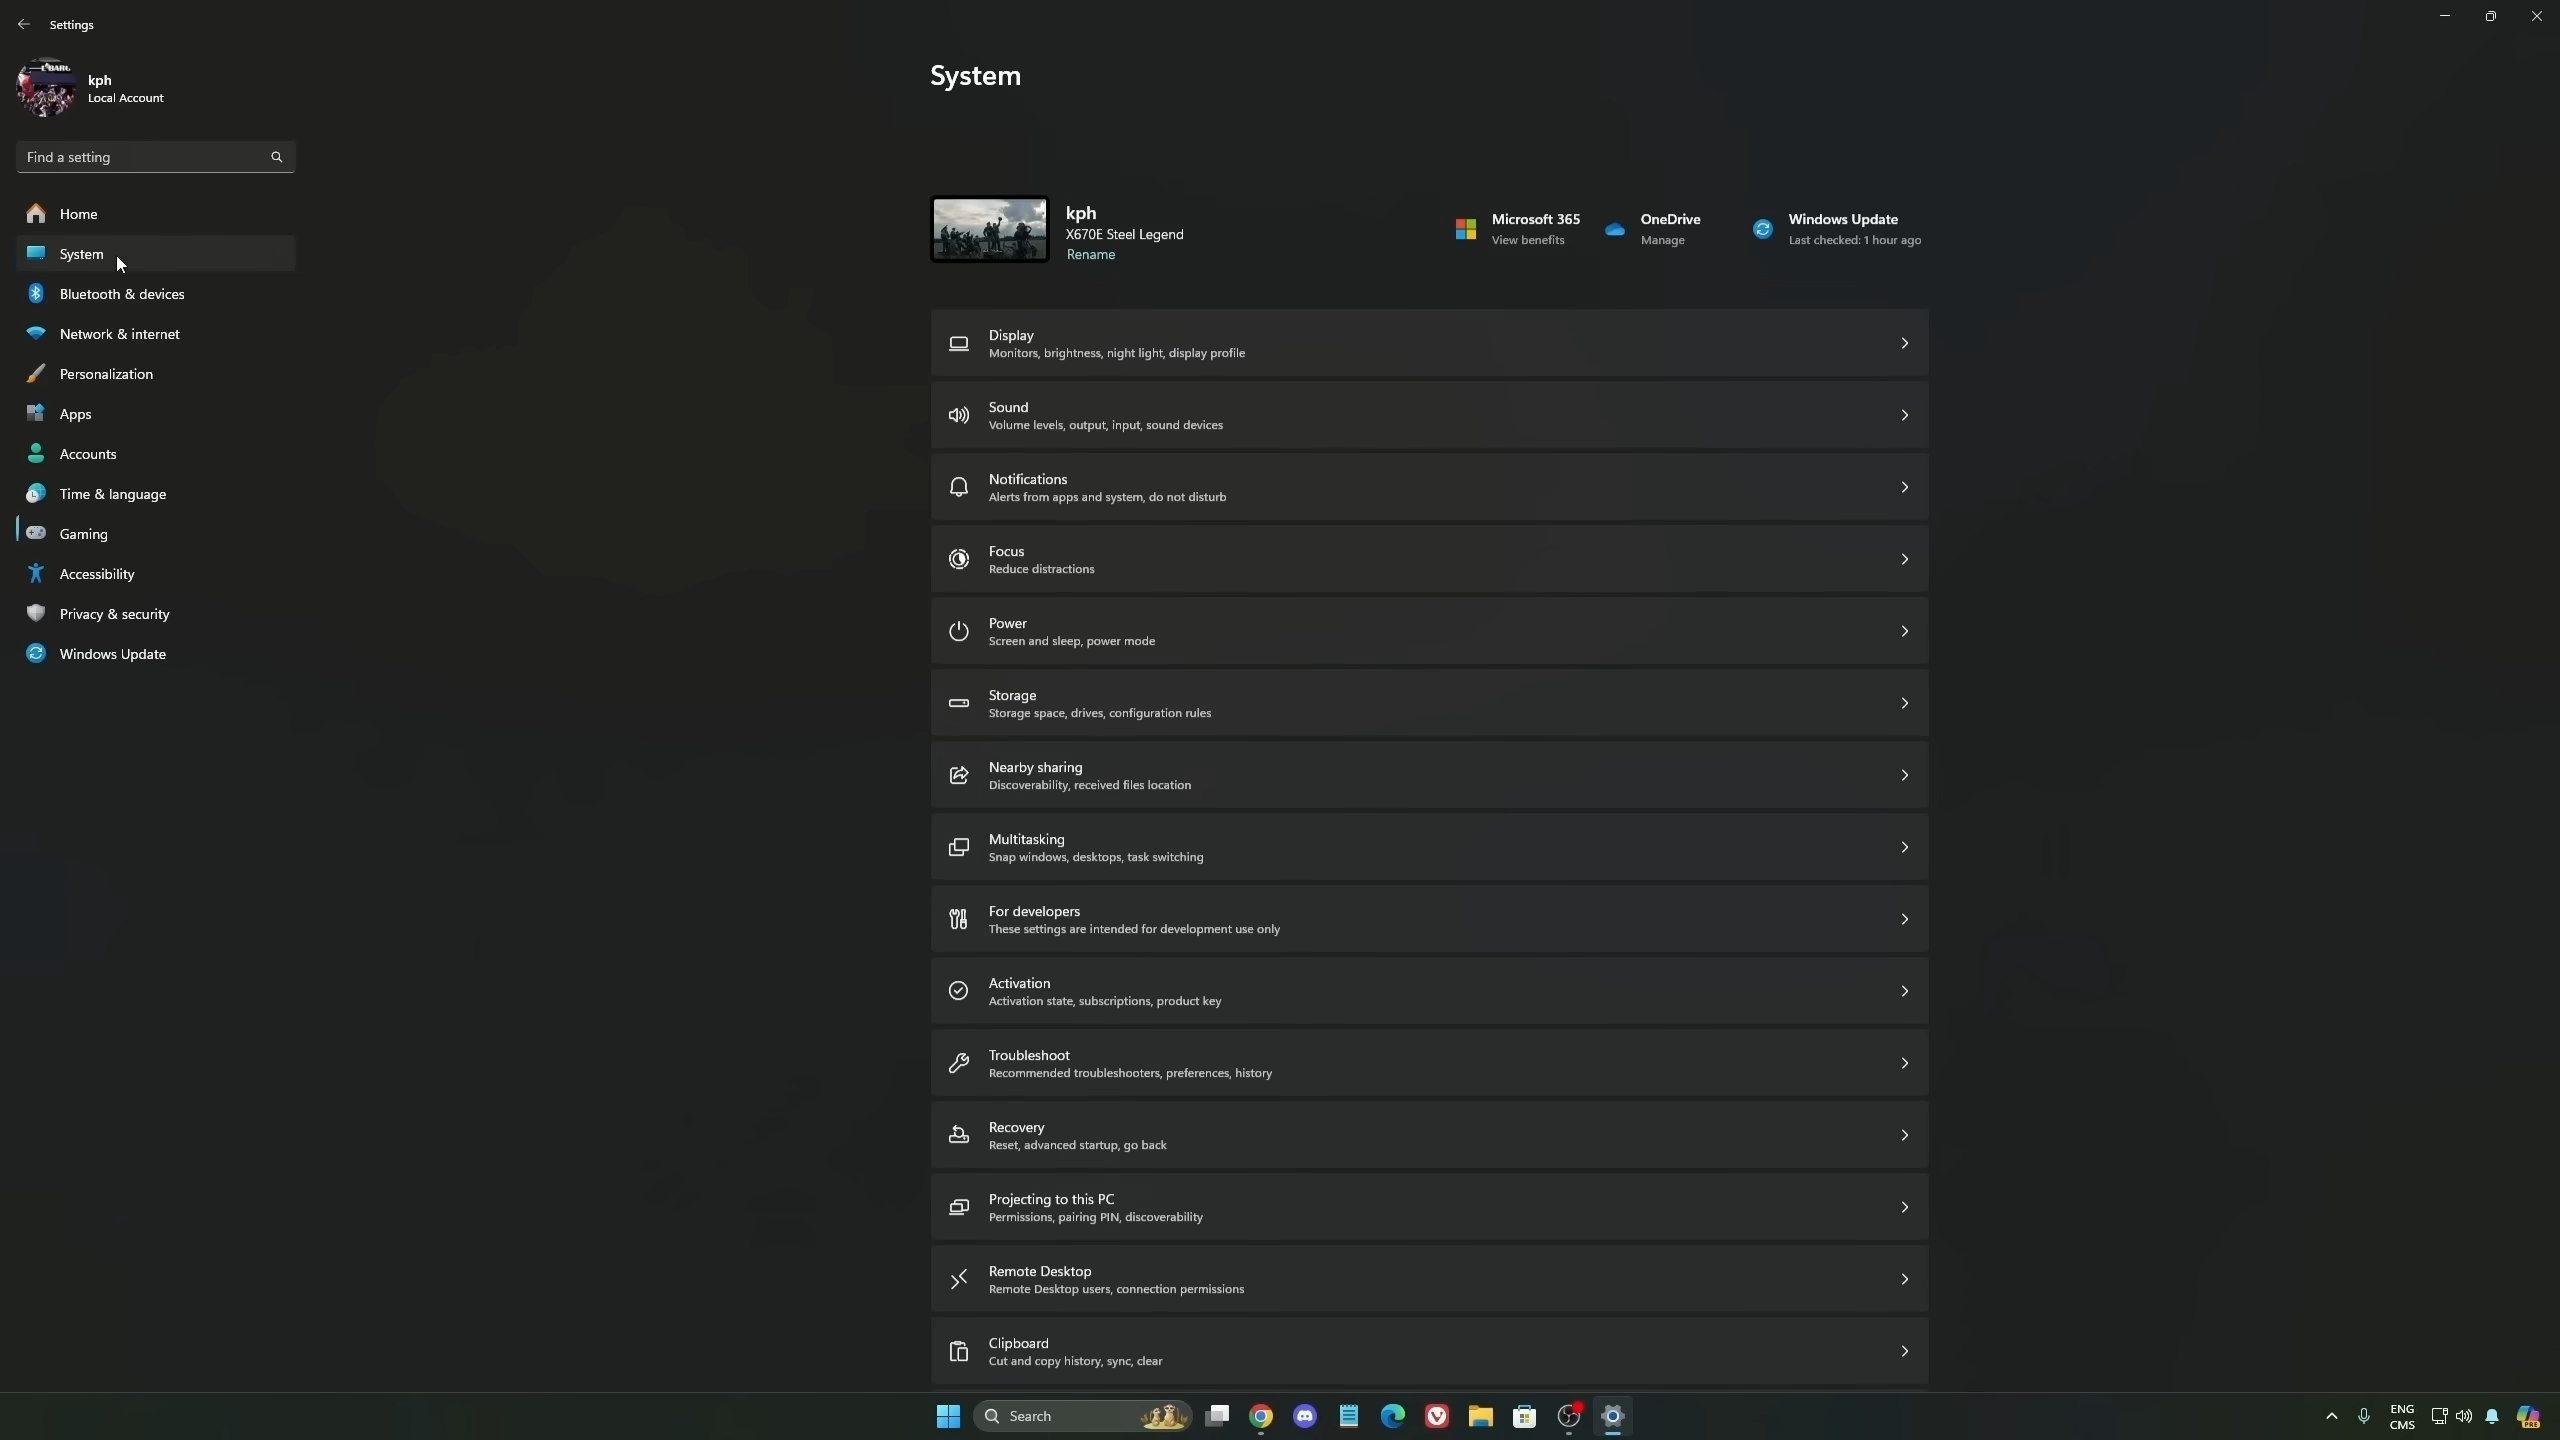 Settings
kph
Local Account
Find a setting
Home
System
Bluetooth & devices
Network & internet
Personalization
Apps
Accounts
Time & language
Gaming
Accessibility
Privacy & security
Windows Update
System
kph
X670E Steel Legend
Rename
Microsoft 365
View benefits
OneDrive
Manage
Windows Update
Last checked: 1 hour ago
Display
Monitors, brightness, night light, display profile
Sound
Volume levels, output, input, sound devices
Notifications
Alerts from apps and system, do not disturb
Focus
Reduce distractions
Power
Screen and sleep, power mode
Storage
Storage space, drives, configuration rules
Nearby sharing
Discoverability, received files location
Multitasking
Snap windows, desktops, task switching
For developers
These settings are intended for development use only
Activation
Activation state, subscriptions, product key
Troubleshoot
Recommended troubleshooters, preferences, history
Recovery
Reset, advanced startup, go back
Projecting to this PC
Permissions, pairing PIN, discoverability
Remote Desktop
Remote Desktop users, connection permissions
Clipboard
Cut and copy history, sync, clear
Search
ENG
CMS
PRE